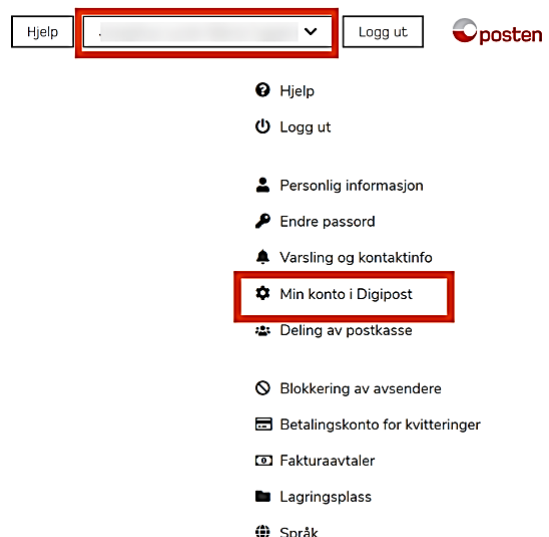 Hjelp
Logg ut
posten
Hjelp
Logg ut
Personlig informasjon
Endre passord
Varsling og kontaktinfo
Min konto i Digipost
Deling av postkasse
Blokkering av avsendere
Betalingskonto for kvitteringer
Fakturaavtaler
Lagringsplass
Språk